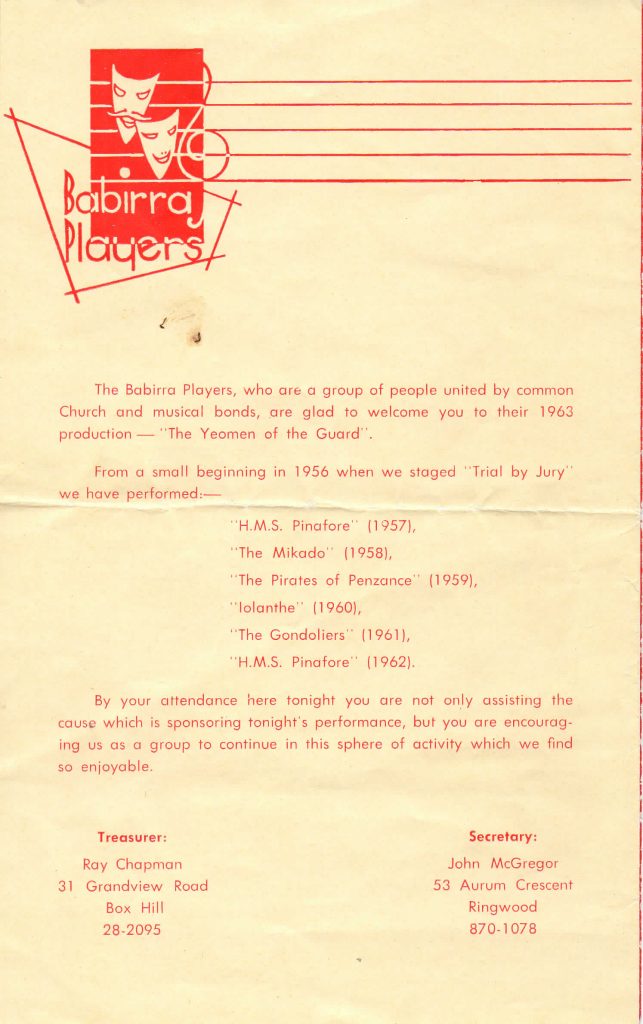 Babirra
Players
The Babirra Players, who are a group of people united by common
Church and musical bonds, are glad to welcome you to their 1963
production — "The Yeomen of the Guard".
From a small beginning in 1956 when we staged "Trial by Jury"
we have performed:—
"H.M.S. Pinafore" (1957),
"The Mikado" (1958),
"The Pirates of Penzance" (1959),
"Iolanthe" (1960),
"The Gondoliers" (1961),
"H.M.S. Pinafore" (1962).
By your attendance here tonight you are not only assisting the
cause which is sponsoring tonight's performance, but you are encourag-
ing us as a group to continue in this sphere of activity which we find
so enjoyable.
Treasurer:
Ray Chapman
31 Grandview Road
Box Hill
28-2095
Secretary:
John McGregor
53 Aurum Crescent
Ringwood
870-1078